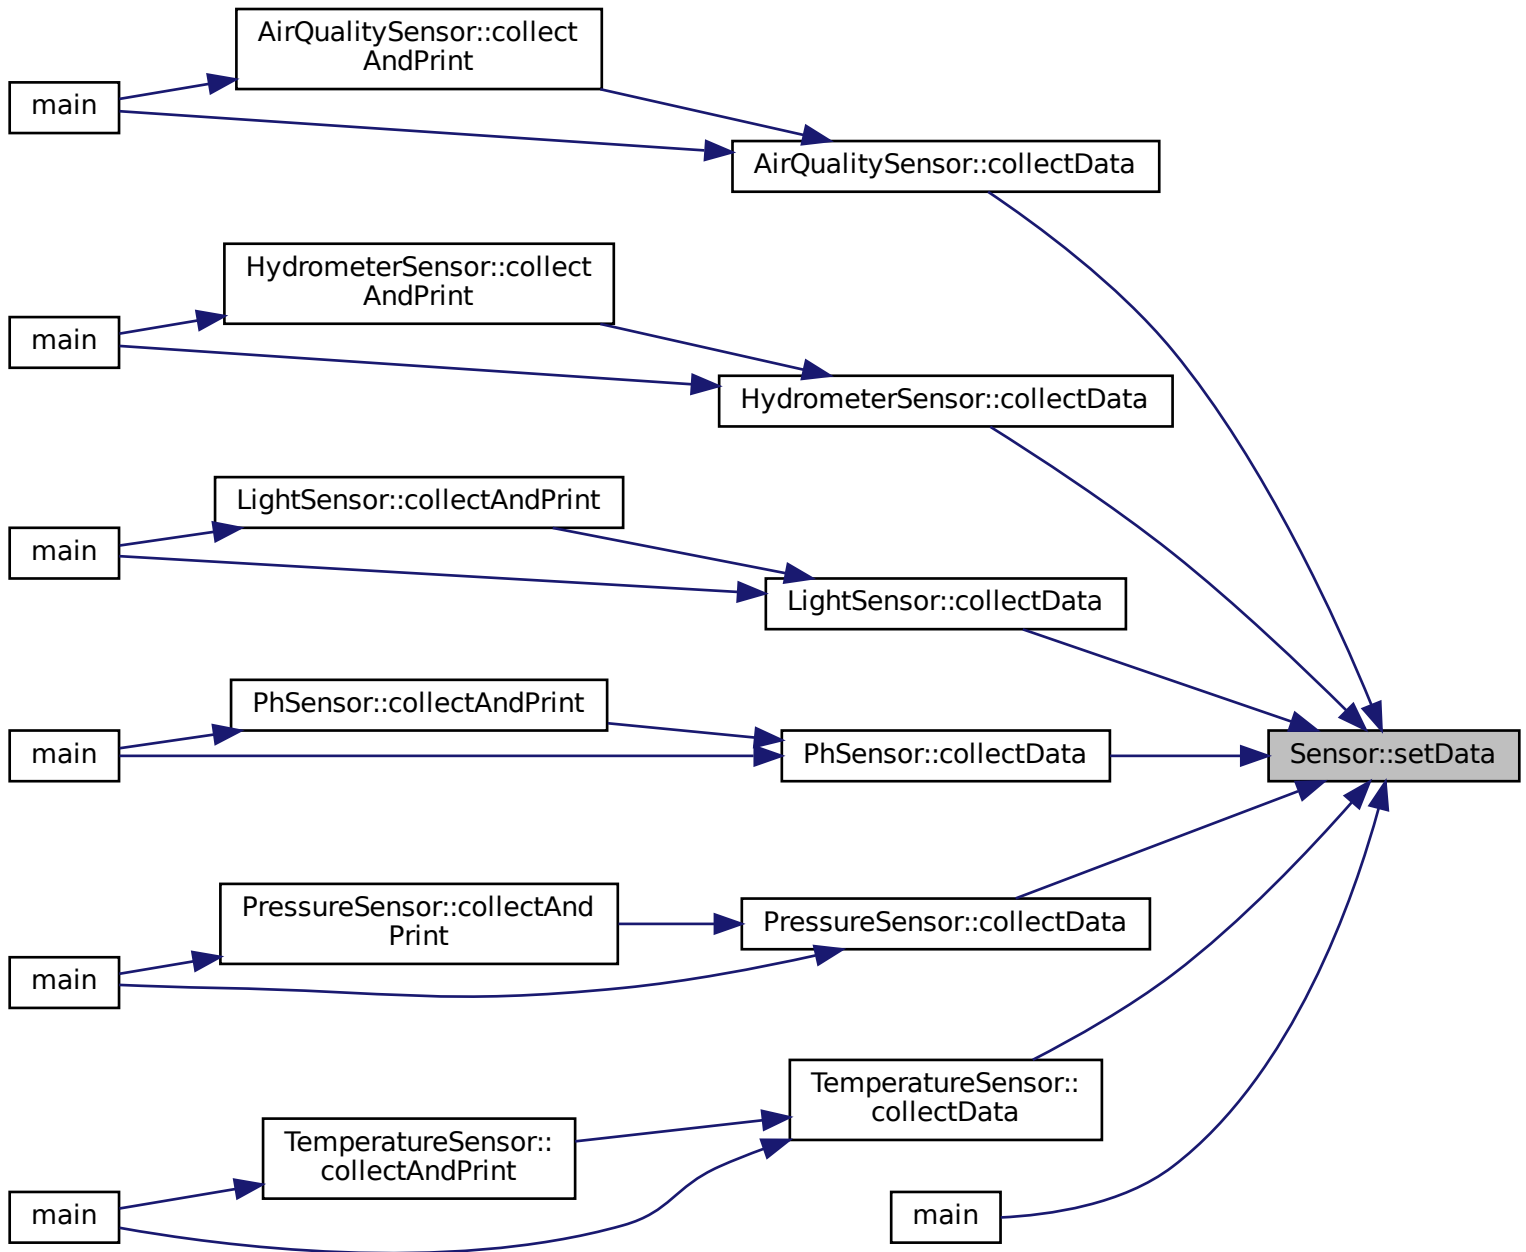 AirQualitySensor::collect
AndPrint
main
AirQualitySensor::collectData
HydrometerSensor::collect
AndPrint
main
HydrometerSensor::collectData
LightSensor::collectAndPrint
main
LightSensor::collectData
PhSensor::collectAndPrint
main
PhSensor::collectData
Sensor::setData
PressureSensor::collectAnd
Print
main
PressureSensor::collectData
TemperatureSensor::
collectData
TemperatureSensor::
collectAndPrint
main
main